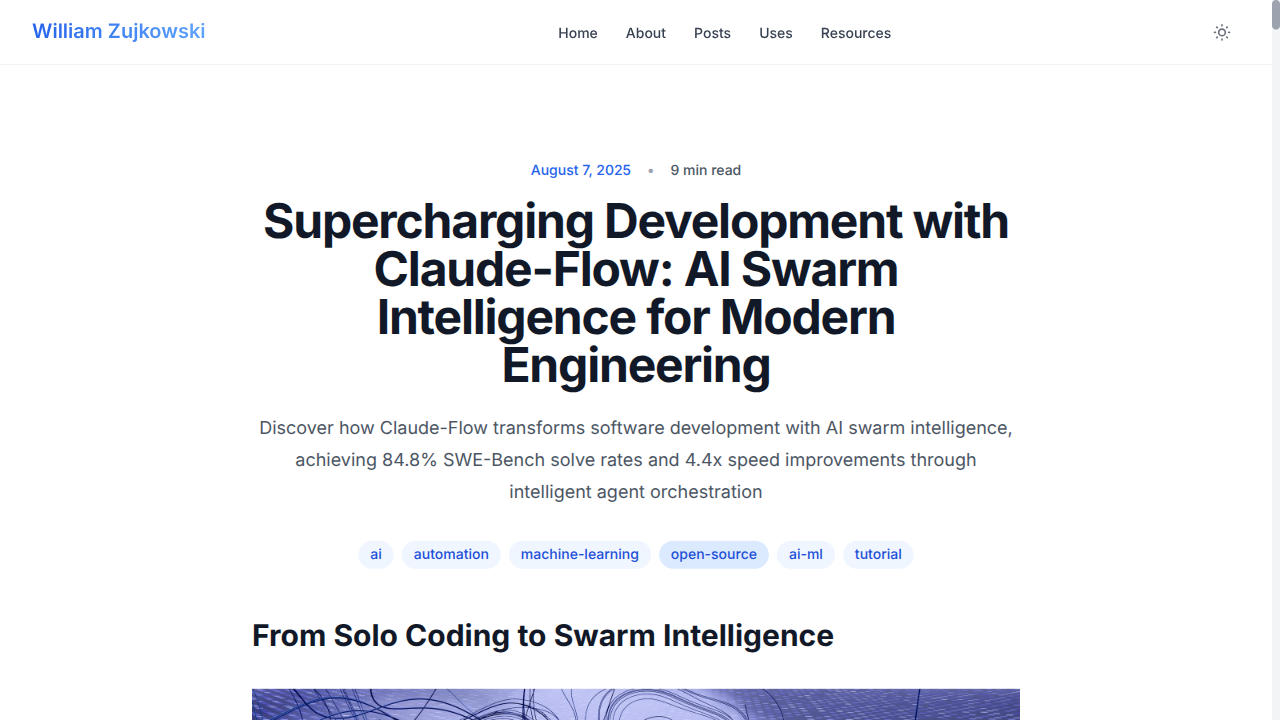 William Zujkowski
Home About Posts Uses Resources
August 7, 2025 • 9 min read
Supercharging Development with
Claude-Flow: AI Swarm
Intelligence for Modern
Engineering
Discover how Claude-Flow transforms software development with AI swarm intelligence,
achieving 84.8% SWE-Bench solve rates and 4.4x speed improvements through
intelligent agent orchestration
ai automation machine-learning open-source ai-ml tutorial
From Solo Coding to Swarm Intelligence